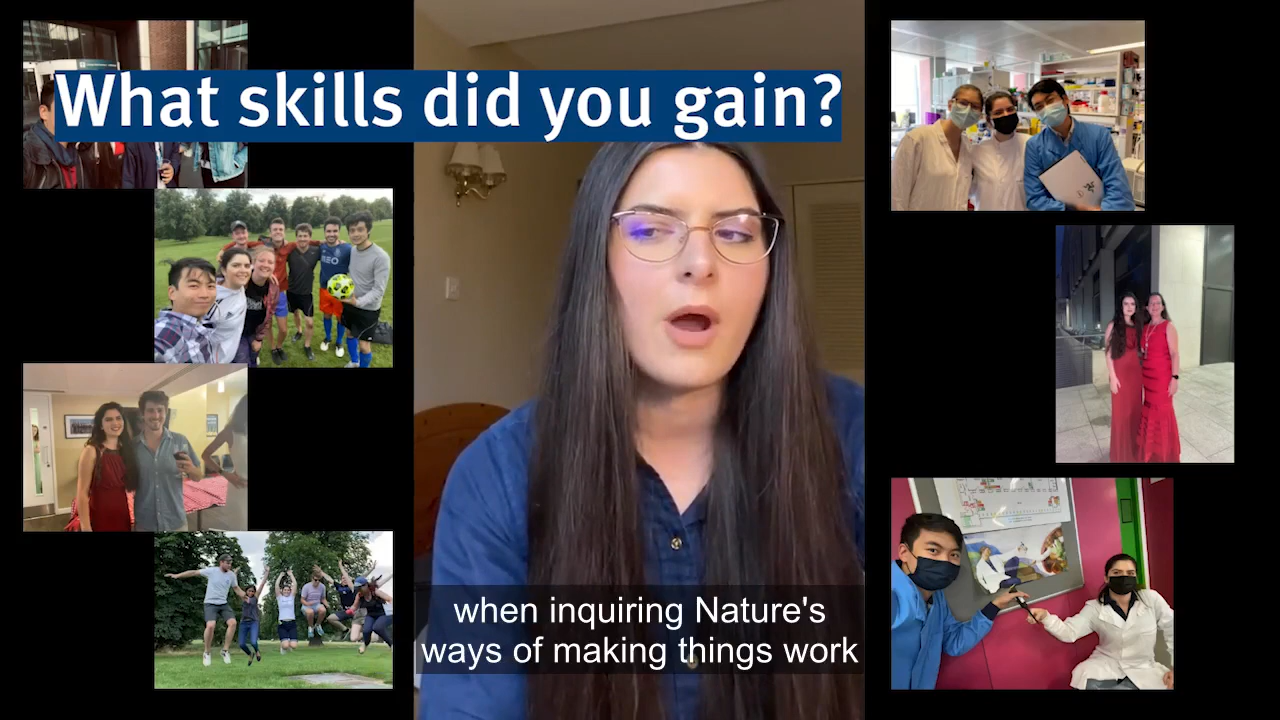 What skills did you gain?
when inquiring Nature's
ways of making things work